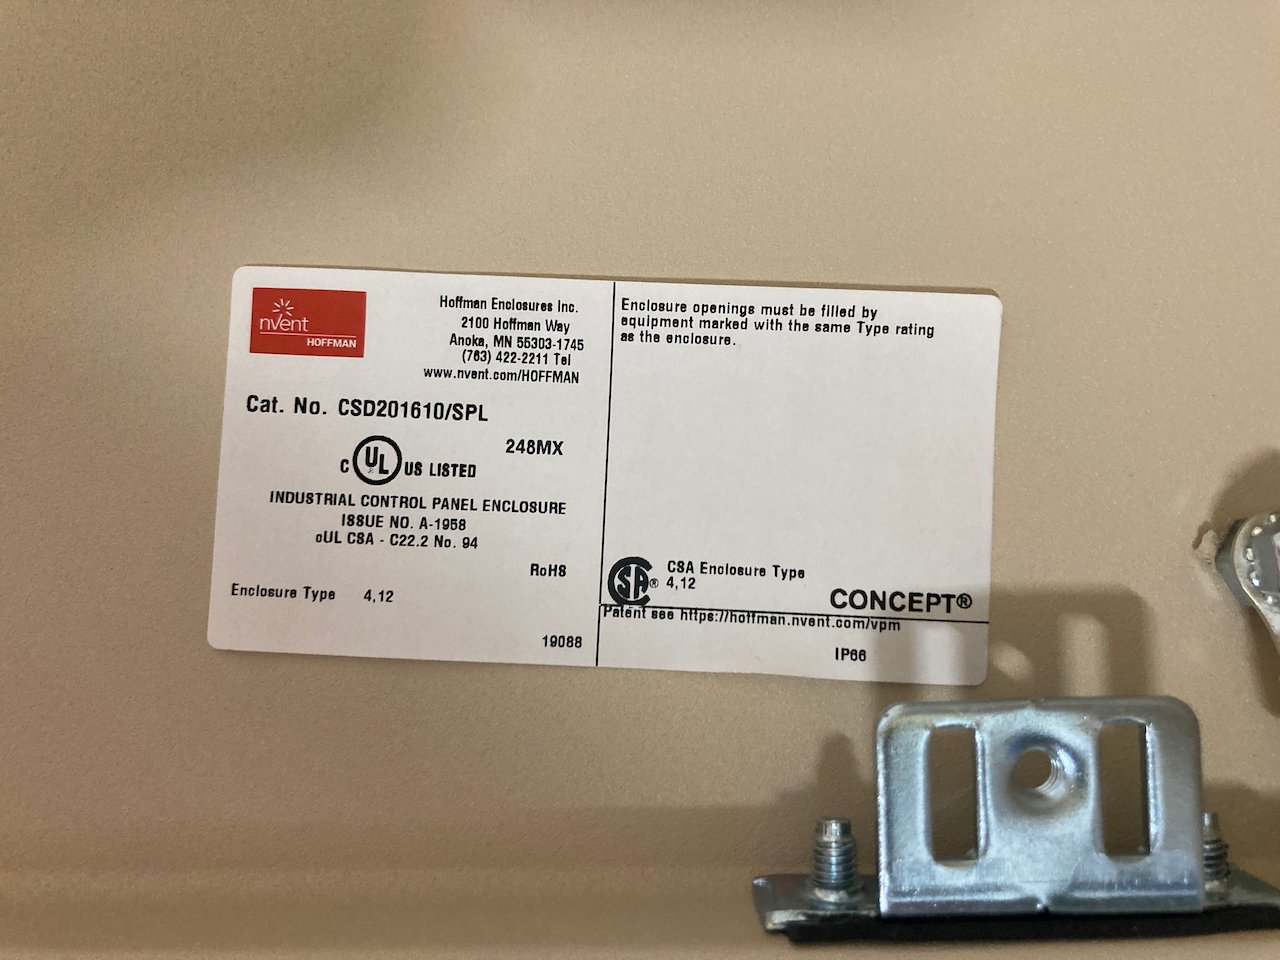 nvent
HOFFMAN
Hoffman Enclosures Inc.
2100 Hoffman Way
Anoka, MN 55303-1745
(763) 422-2211 Tel
www.nvent.com/HOFFMAN
Cat. No. CSD201610/SPL
248MX
C UL US LISTED
INDUSTRIAL CONTROL PANEL ENCLOSURE
ISSUE NO. A-1958
cUL CSA - C22.2 No. 94
RoHS
Enclosure Type 4,12
19088
Enclosure openings must be filled by
equipment marked with the same Type rating
as the enclosure.
SA® CSA Enclosure Type
4,12
CONCEPT®
Patent see https://hoffman.nvent.com/vpm
IP66